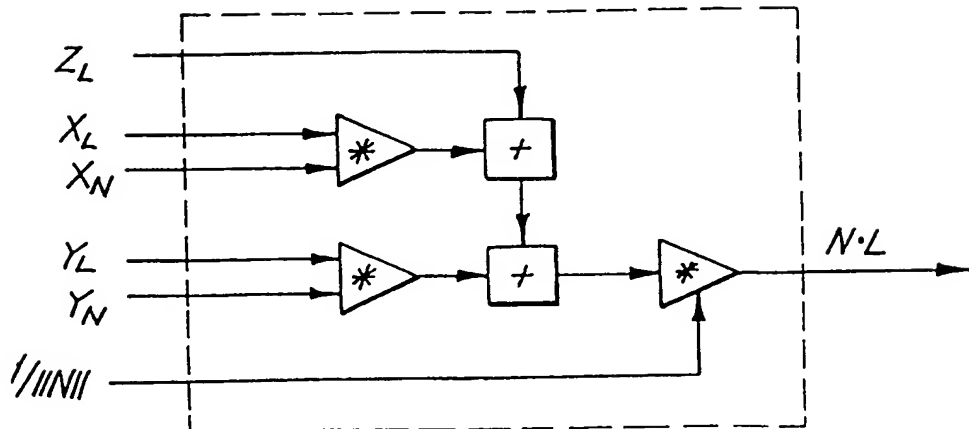 Z_L
X_L
*
+
X_N
Y_L
*
+
*
N·L
Y_N
1/||N||